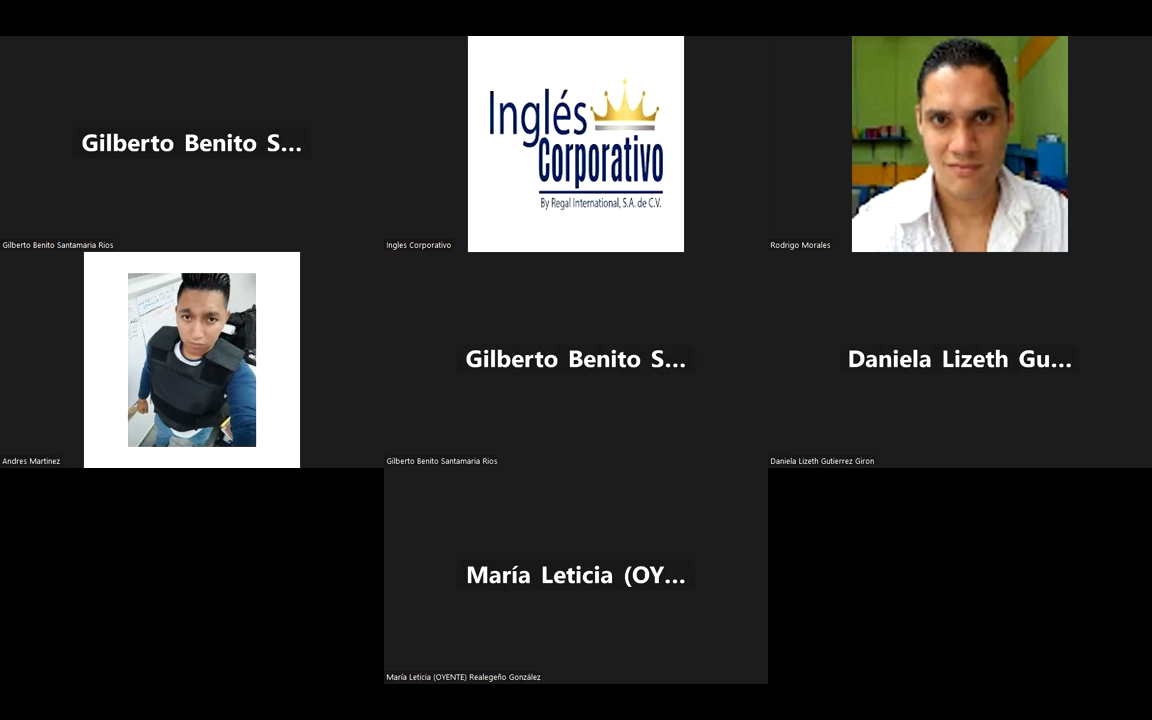 Gilberto Benito S...
Gilberto Benito Santamaria Rios
Inglés
Corporativo
By Regal International, S.A. de C.V.
Ingles Corporativo
Rodrigo Morales
Andres Martinez
Gilberto Benito S...
Gilberto Benito Santamaria Rios
Daniela Lizeth Gu...
Daniela Lizeth Gutierrez Giron
María Leticia (OY...
María Leticia (OYENTE) Realegeño González